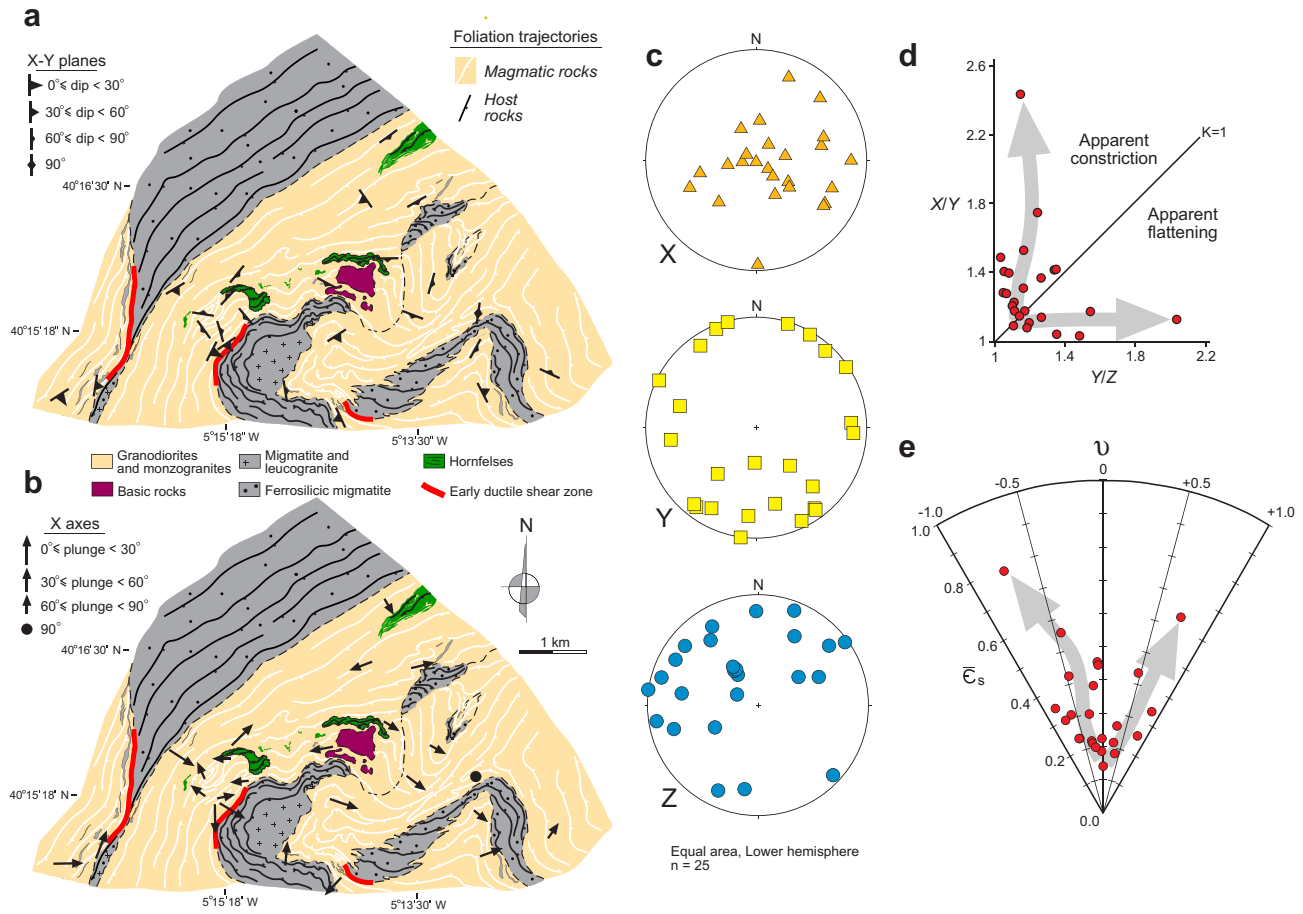 a
X-Y planes
0°≤ dip < 30°
30°≤ dip < 60°
60°≤ dip < 90°
90°
Foliation trajectories
Magmatic rocks
Host
rocks
40°16'30" N
40°15'18" N
5°15'18" W
5°13'30" W
Granodiorites
and monzogranites
Migmatite and
leucogranite
Hornfelses
Basic rocks
Ferrosilicic migmatite
Early ductile shear zone
b
X axes
0°≤ plunge < 30°
30°≤ plunge < 60°
60°≤ plunge < 90°
90°
N
1 km
40°16'30" N
40°15'18" N
5°15'18" W
5°13'30" W
c
N
X
N
Y
N
Z
Equal area, Lower hemisphere
n = 25
d
2.6
2.2
1.8
1.4
1
X/Y
Apparent
constriction
K=1
Apparent
flattening
1
1.4
1.8
2.2
Y/Z
e
υ
0
-0.5
+0.5
-1.0
+1.0
1.0
0.8
0.6
0.4
0.2
0.0
ϵ̅s